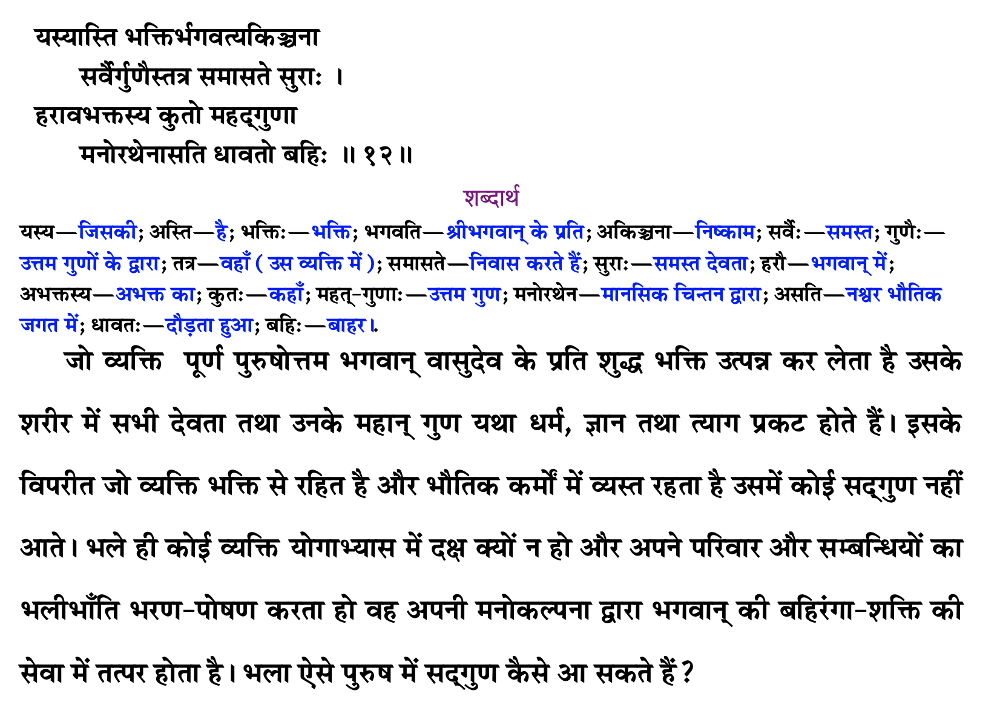 यस्यास्ति भक्तिर्भगवत्यकिञ्चना
सर्वैर्गुणैस्तत्र समासते सुराः ।
हरावभक्तस्य कुतो महद्‍गुणा
मनोरथेनासति धावतो बहिः ॥ १२॥
शब्दार्थ
यस्य—जिसकी; अस्ति—है; भक्तिः—भक्ति; भगवति—श्रीभगवान् के प्रति; अकिञ्चना—निष्काम; सर्वैः—समस्त; गुणैः—
उत्तम गुणों के द्वारा; तत्र—वहाँ ( उस व्यक्ति में ); समासते—निवास करते हैं; सुराः—समस्त देवता; हरौ—भगवान् में;
अभक्तस्य—अभक्त का; कुतः—कहाँ; महत्-गुणाः—उत्तम गुण; मनोरथेन—मानसिक चिन्तन द्वारा; असति—नश्वर भौतिक
जगत में; धावतः—दौड़ता हुआ; बहिः—बाहर।.
जो व्यक्ति पूर्ण पुरुषोत्तम भगवान् वासुदेव के प्रति शुद्ध भक्ति उत्पन्न कर लेता है उसके
शरीर में सभी देवता तथा उनके महान् गुण यथा धर्म, ज्ञान तथा त्याग प्रकट होते हैं। इसके
विपरीत जो व्यक्ति भक्ति से रहित है और भौतिक कर्मों में व्यस्त रहता है उसमें कोई सद्‍गुण नहीं
आते। भले ही कोई व्यक्ति योगाभ्यास में दक्ष क्यों न हो और अपने परिवार और सम्बन्धियों का
भलीभाँति भरण-पोषण करता हो वह अपनी मनोकल्पना द्वारा भगवान् की बहिरंगा-शक्ति की
सेवा में तत्पर होता है। भला ऐसे पुरुष में सद्‍गुण कैसे आ सकते हैं?